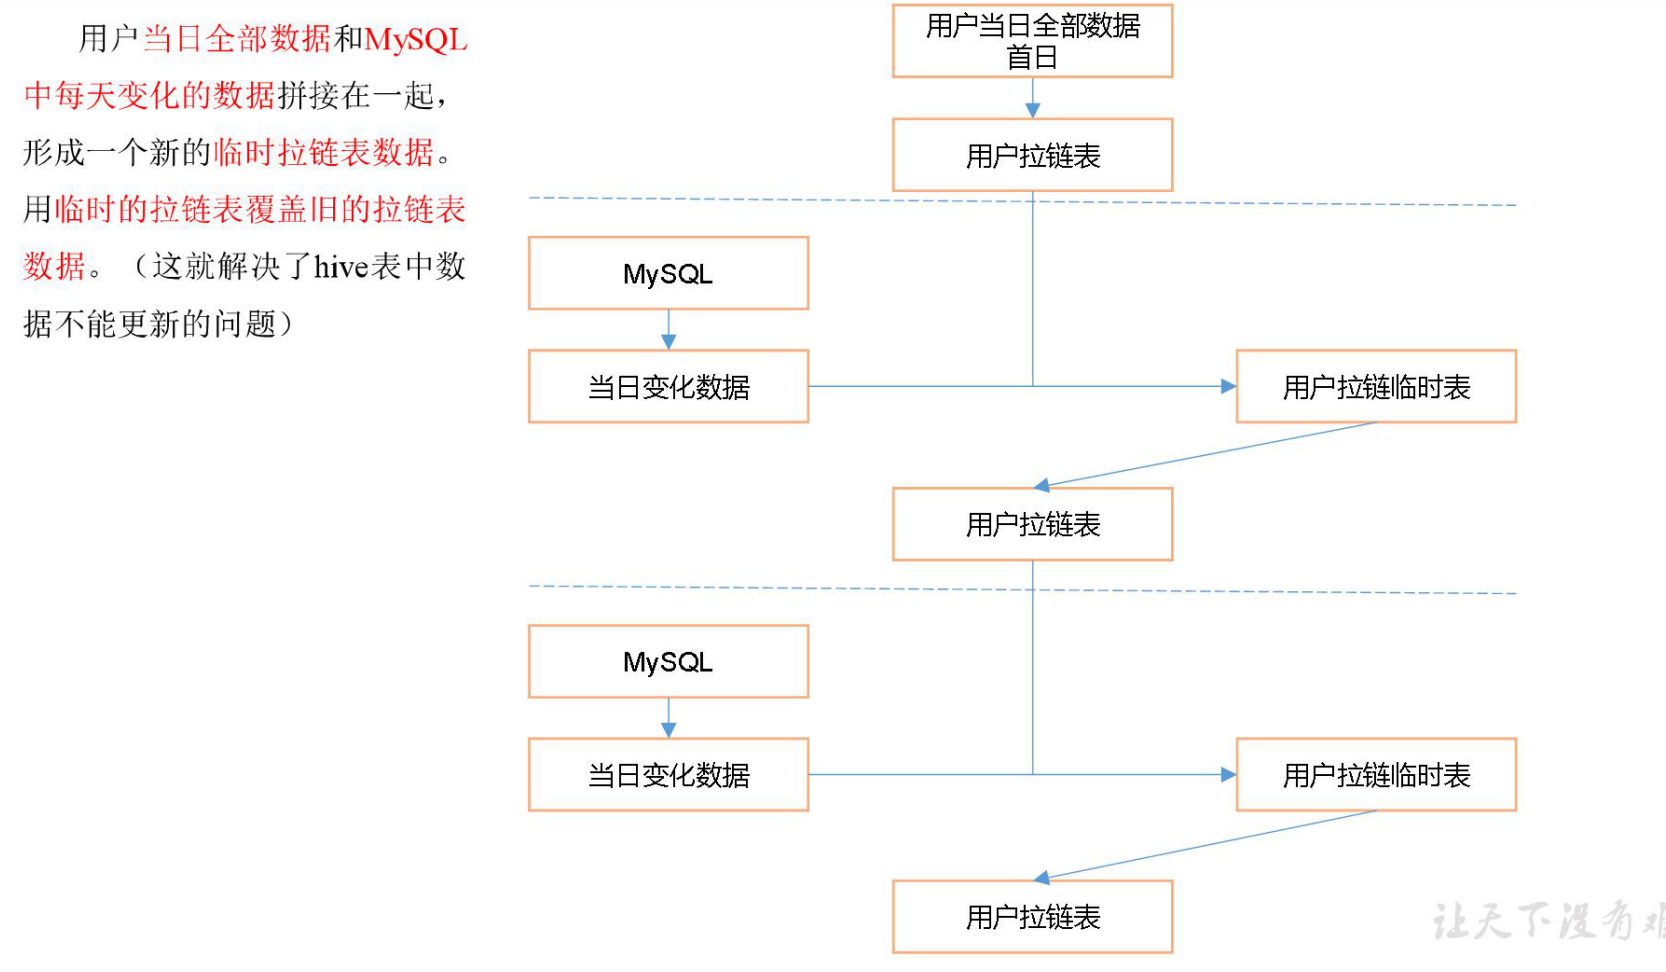 用户当日全部数据和MySQL
中每天变化的数据拼接在一起，
形成一个新的临时拉链表数据。
用临时的拉链表覆盖旧的拉链表
数据。（这就解决了hive表中数
据不能更新的问题）
用户当日全部数据
首日
用户拉链表
MySQL
当日变化数据
用户拉链临时表
用户拉链表
MySQL
当日变化数据
用户拉链临时表
用户拉链表
让天下没有难